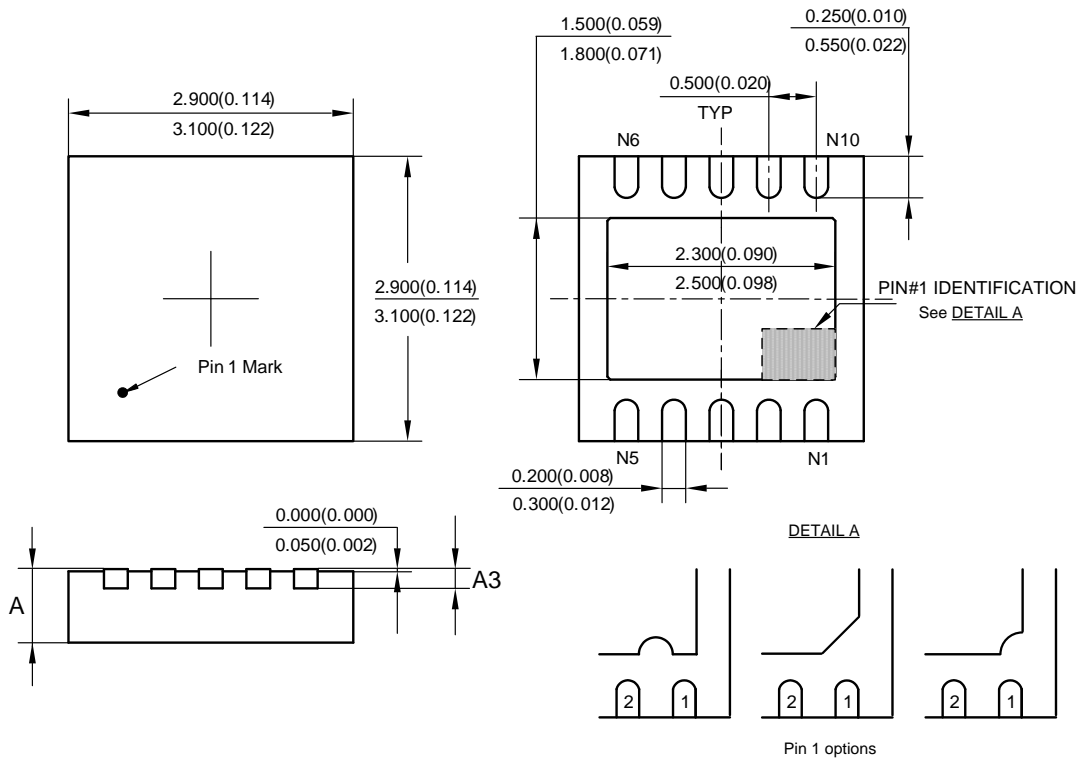 1.500(0.059)
1.800(0.071)
0.250(0.010)
0.550(0.022)
2.900(0.114)
3.100(0.122)
0.500(0.020)
TYP
N6
N10
2.300(0.090)
2.500(0.098)
2.900(0.114)
3.100(0.122)
PIN#1 IDENTIFICATION
See DETAIL A
Pin 1 Mark
N5
N1
0.200(0.008)
0.300(0.012)
0.000(0.000)
0.050(0.002)
DETAIL A
A
A3
2
1
2
1
2
1
Pin 1 options